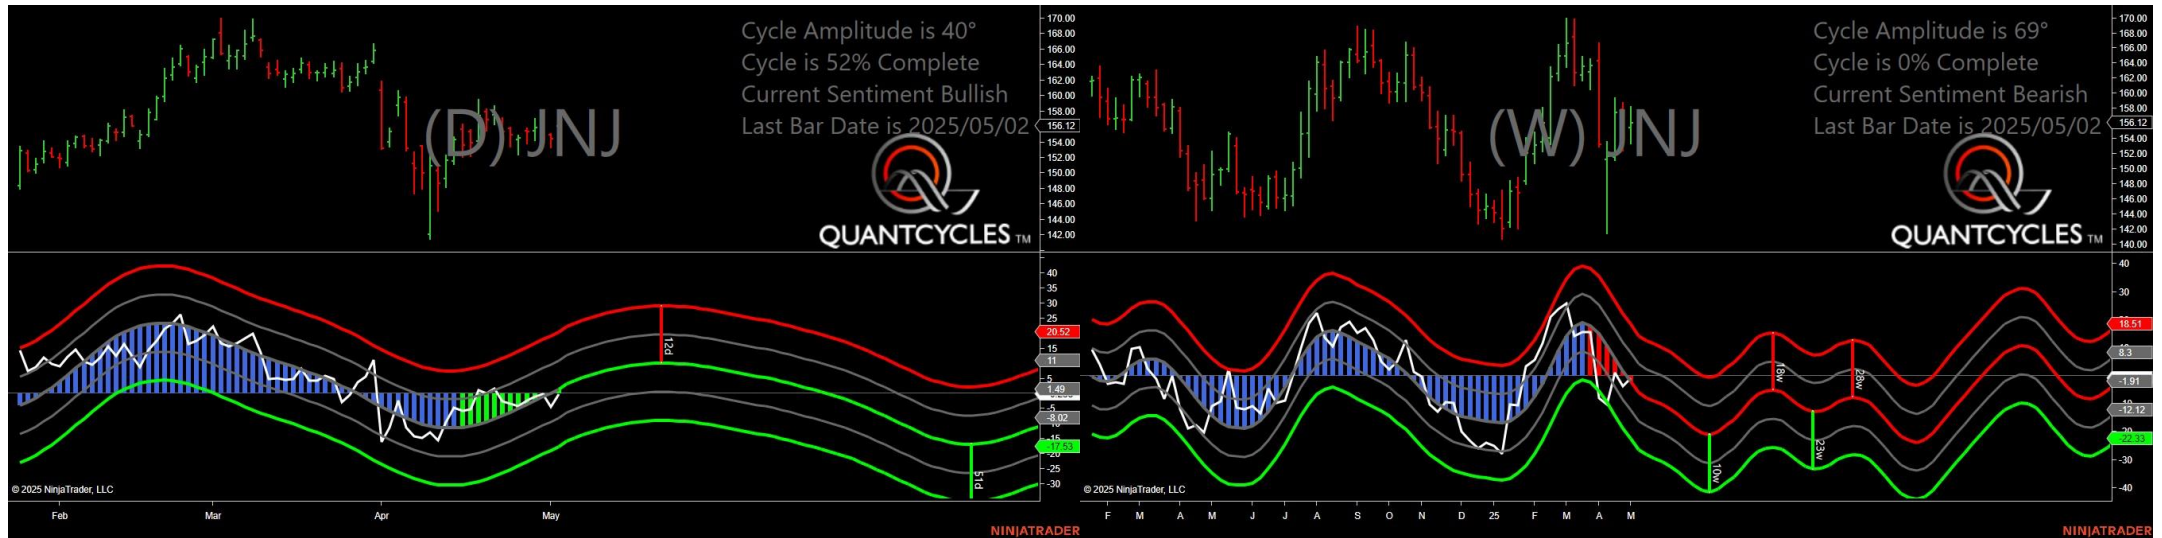 Cycle Amplitude is 40°
Cycle is 52% Complete
Current Sentiment Bullish
Last Bar Date is 2025/05/02
(D) JNJ
QUANTCYCLES TM
170.00
168.00
166.00
164.00
162.00
160.00
158.00
156.12
154.00
152.00
150.00
148.00
146.00
144.00
142.00
40
35
30
25
20.52
15
11
5
1.49
-5
-8.02
-15
-17.53
-20
-25
-30
12d
51d
© 2025 NinjaTrader, LLC
Feb Mar Apr May
NINJATRADER
Cycle Amplitude is 69°
Cycle is 0% Complete
Current Sentiment Bearish
Last Bar Date is 2025/05/02
(W) JNJ
QUANTCYCLES TM
170.00
168.00
166.00
164.00
162.00
160.00
158.00
156.12
154.00
152.00
150.00
148.00
146.00
144.00
142.00
140.00
40
30
18.51
8.3
-1.91
-12.12
-22.33
-30
-40
10w
18w
23w
28w
© 2025 NinjaTrader, LLC
F M A M J J A S O N D 25 F M A M
NINJATRADER